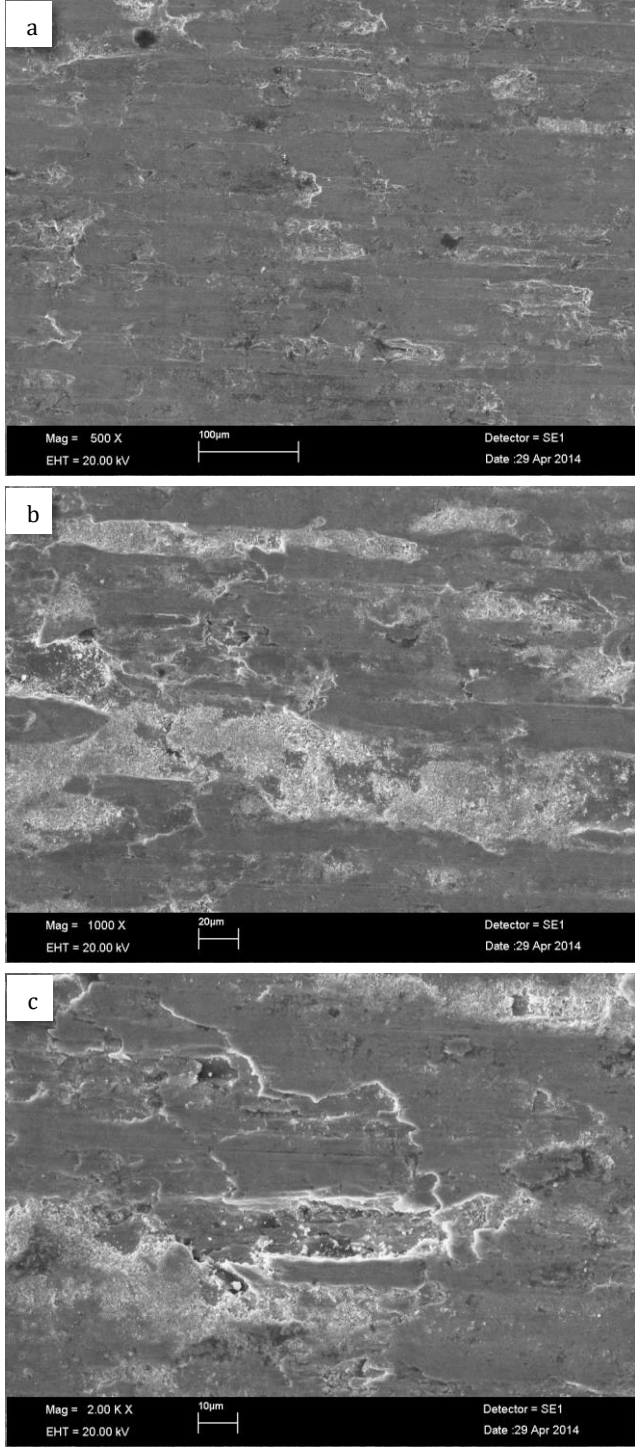 a
Mag = 500 X 100µm Detector = SE1
EHT = 20.00 kV Date :29 Apr 2014
b
Mag = 1000 X 20µm Detector = SE1
EHT = 20.00 kV Date :29 Apr 2014
c
Mag = 2.00 K X 10µm Detector = SE1
EHT = 20.00 kV Date :29 Apr 2014